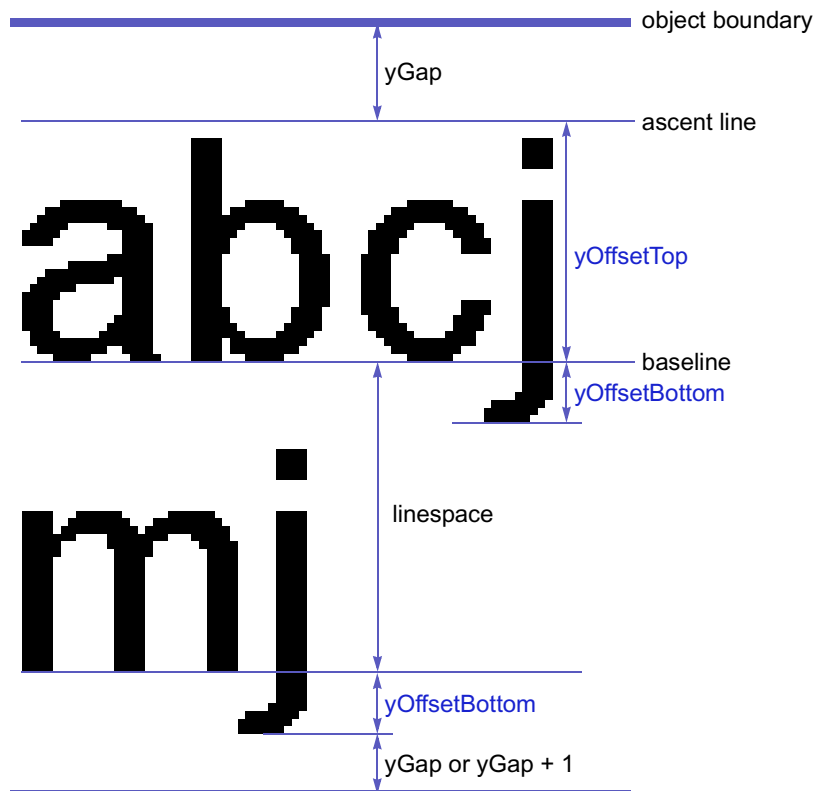 object boundary
yGap
ascent line
abcj
yOffsetTop
baseline
yOffsetBottom
linespace
mj
yOffsetBottom
yGap or yGap + 1